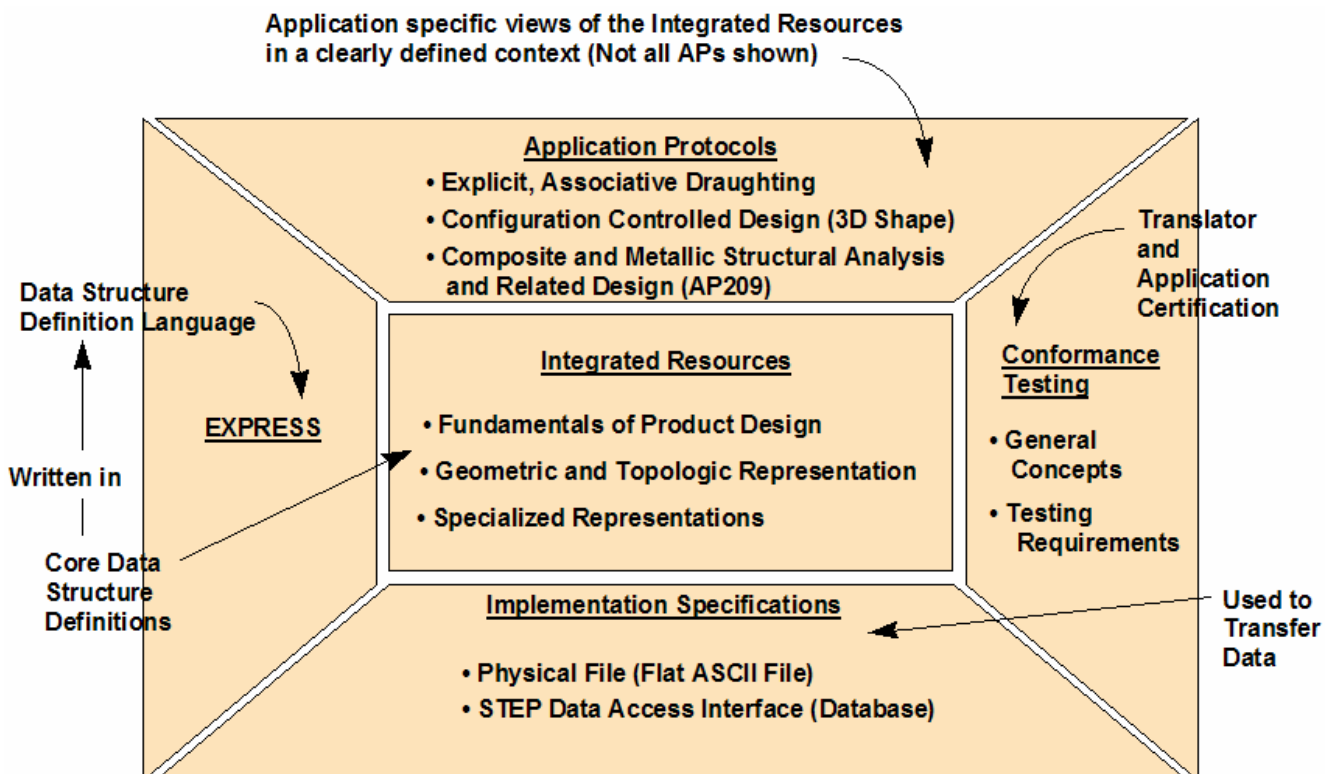 Application specific views of the Integrated Resources
in a clearly defined context (Not all APs shown)
Application Protocols
• Explicit, Associative Draughting
• Configuration Controlled Design (3D Shape)
• Composite and Metallic Structural Analysis
and Related Design (AP209)
Translator
and
Application
Certification
Data Structure
Definition Language
EXPRESS
Written in
Core Data
Structure
Definitions
Integrated Resources
• Fundamentals of Product Design
• Geometric and Topologic Representation
• Specialized Representations
Conformance
Testing
• General
Concepts
• Testing
Requirements
Implementation Specifications
• Physical File (Flat ASCII File)
• STEP Data Access Interface (Database)
Used to
Transfer
Data